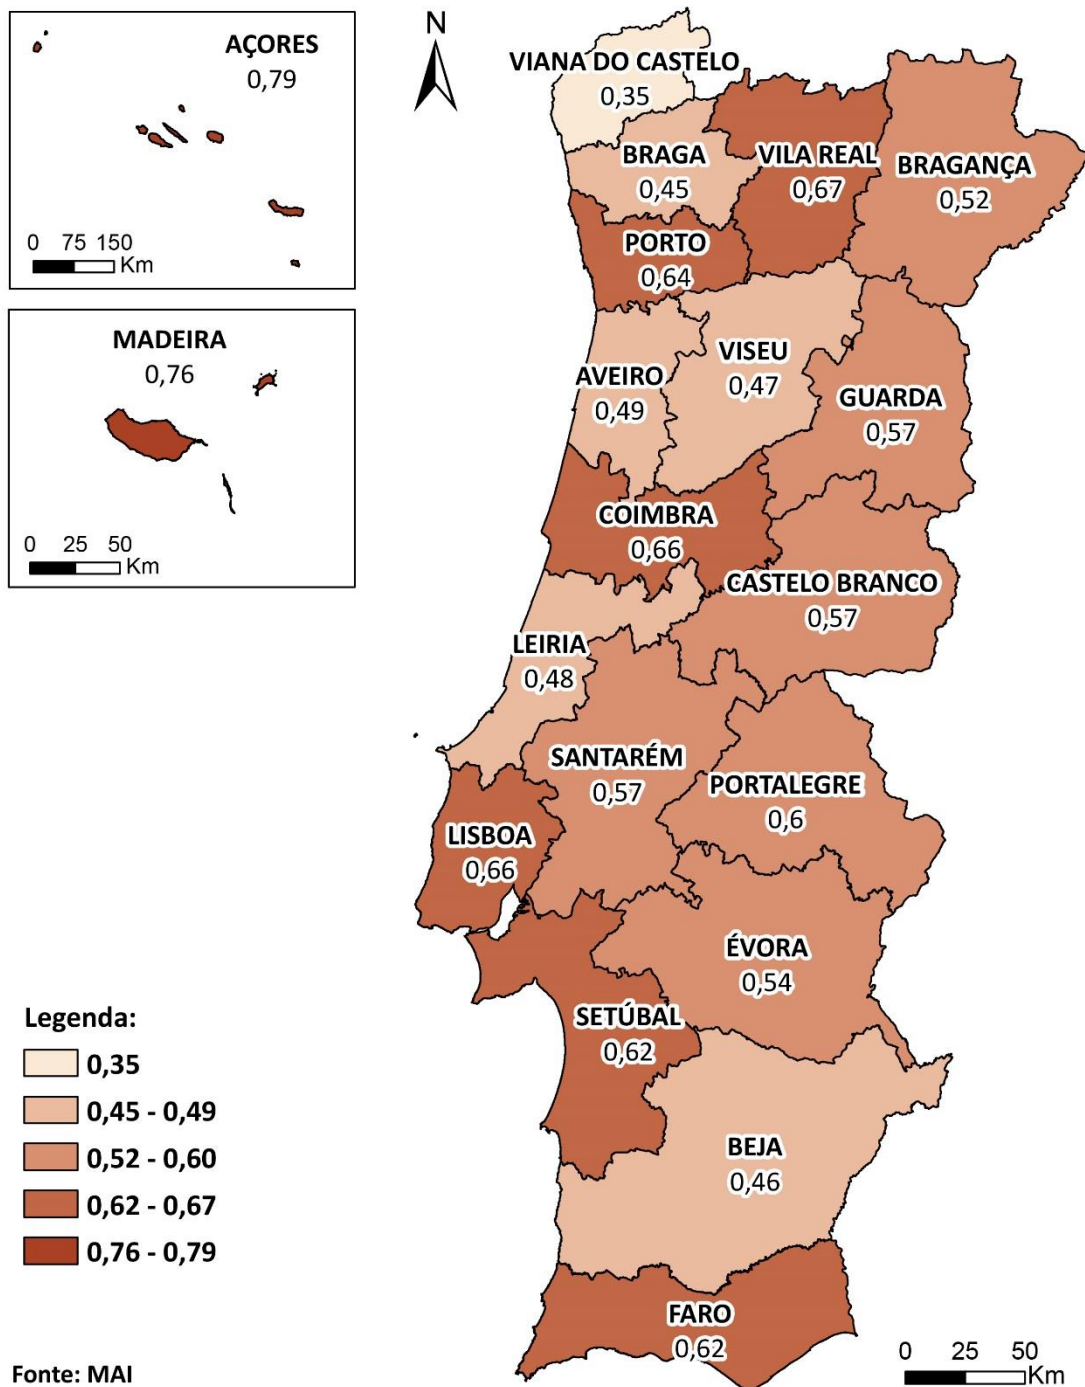 AÇORES
0,79
0 75 150
Km
MADEIRA
0,76
0 25 50
Km
N
VIANA DO CASTELO
0,35
BRAGA
0,45
VILA REAL
0,67
BRAGANÇA
0,52
PORTO
0,64
AVEIRO
0,49
VISEU
0,47
GUARDA
0,57
COIMBRA
0,66
CASTELO BRANCO
0,57
LEIRIA
0,48
SANTARÉM
0,57
PORTALEGRE
0,6
LISBOA
0,66
ÉVORA
0,54
SETÚBAL
0,62
BEJA
0,46
FARO
0,62
Legenda:
0,35
0,45 - 0,49
0,52 - 0,60
0,62 - 0,67
0,76 - 0,79
Fonte: MAI
0 25 50
Km